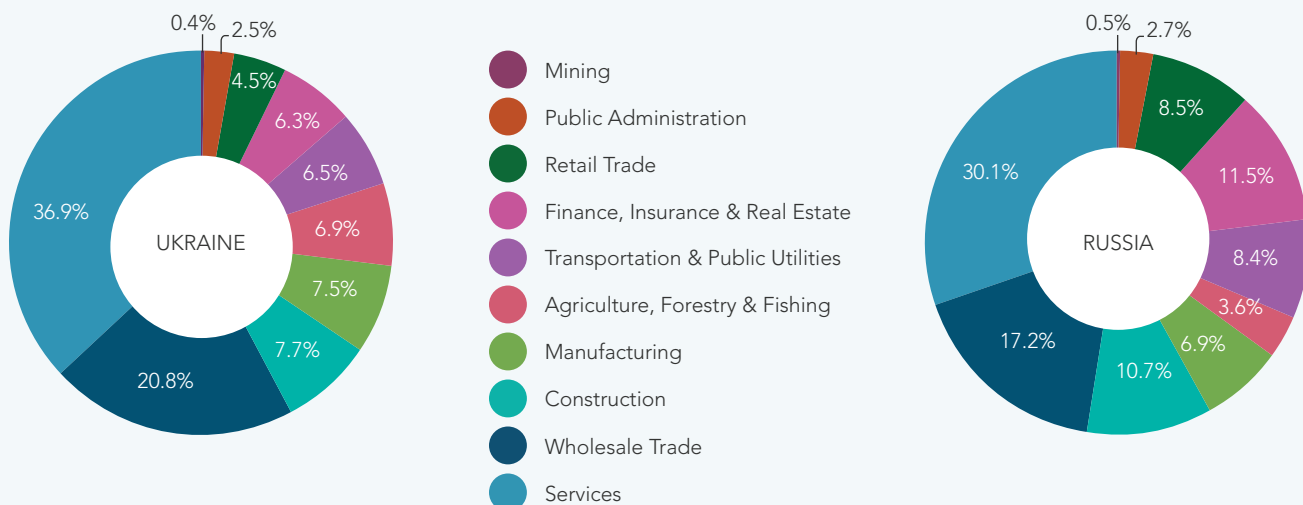 0.4%
2.5%
4.5%
6.3%
6.5%
6.9%
7.5%
7.7%
20.8%
36.9%
UKRAINE
Mining
Public Administration
Retail Trade
Finance, Insurance & Real Estate
Transportation & Public Utilities
Agriculture, Forestry & Fishing
Manufacturing
Construction
Wholesale Trade
Services
0.5%
2.7%
8.5%
11.5%
8.4%
3.6%
6.9%
10.7%
17.2%
30.1%
RUSSIA